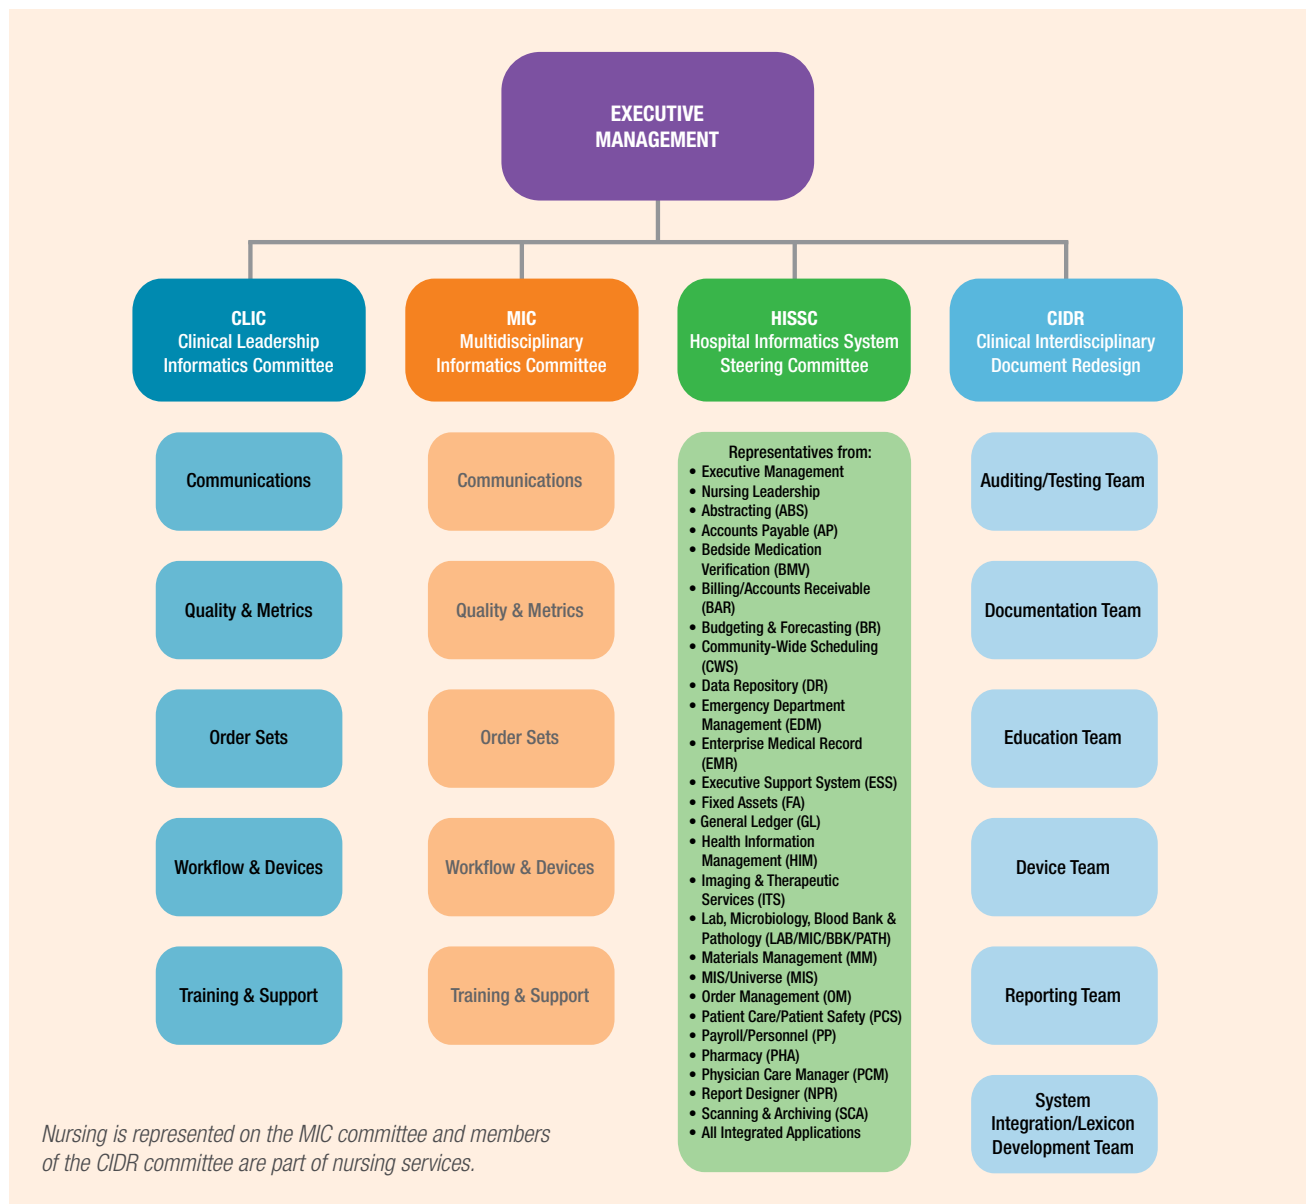 EXECUTIVE
MANAGEMENT
CLIC
Clinical Leadership
Informatics Committee
MIC
Multidisciplinary
Informatics Committee
HISSC
Hospital Informatics System
Steering Committee
CIDR
Clinical Interdisciplinary
Document Redesign
Communications
Quality & Metrics
Order Sets
Workflow & Devices
Training & Support
Communications
Quality & Metrics
Order Sets
Workflow & Devices
Training & Support
Representatives from:
• Executive Management
• Nursing Leadership
• Abstracting (ABS)
• Accounts Payable (AP)
• Bedside Medication
Verification (BMV)
• Billing/Accounts Receivable
(BAR)
• Budgeting & Forecasting (BR)
• Community-Wide Scheduling
(CWS)
• Data Repository (DR)
• Emergency Department
Management (EDM)
• Enterprise Medical Record
(EMR)
• Executive Support System (ESS)
• Fixed Assets (FA)
• General Ledger (GL)
• Health Information
Management (HIM)
• Imaging & Therapeutic
Services (ITS)
• Lab, Microbiology, Blood Bank &
Pathology (LAB/MIC/BBK/PATH)
• Materials Management (MM)
• MIS/Universe (MIS)
• Order Management (OM)
• Patient Care/Patient Safety (PCS)
• Payroll/Personnel (PP)
• Pharmacy (PHA)
• Physician Care Manager (PCM)
• Report Designer (NPR)
• Scanning & Archiving (SCA)
• All Integrated Applications
Auditing/Testing Team
Documentation Team
Education Team
Device Team
Reporting Team
System
Integration/Lexicon
Development Team
Nursing is represented on the MIC committee and members
of the CIDR committee are part of nursing services.